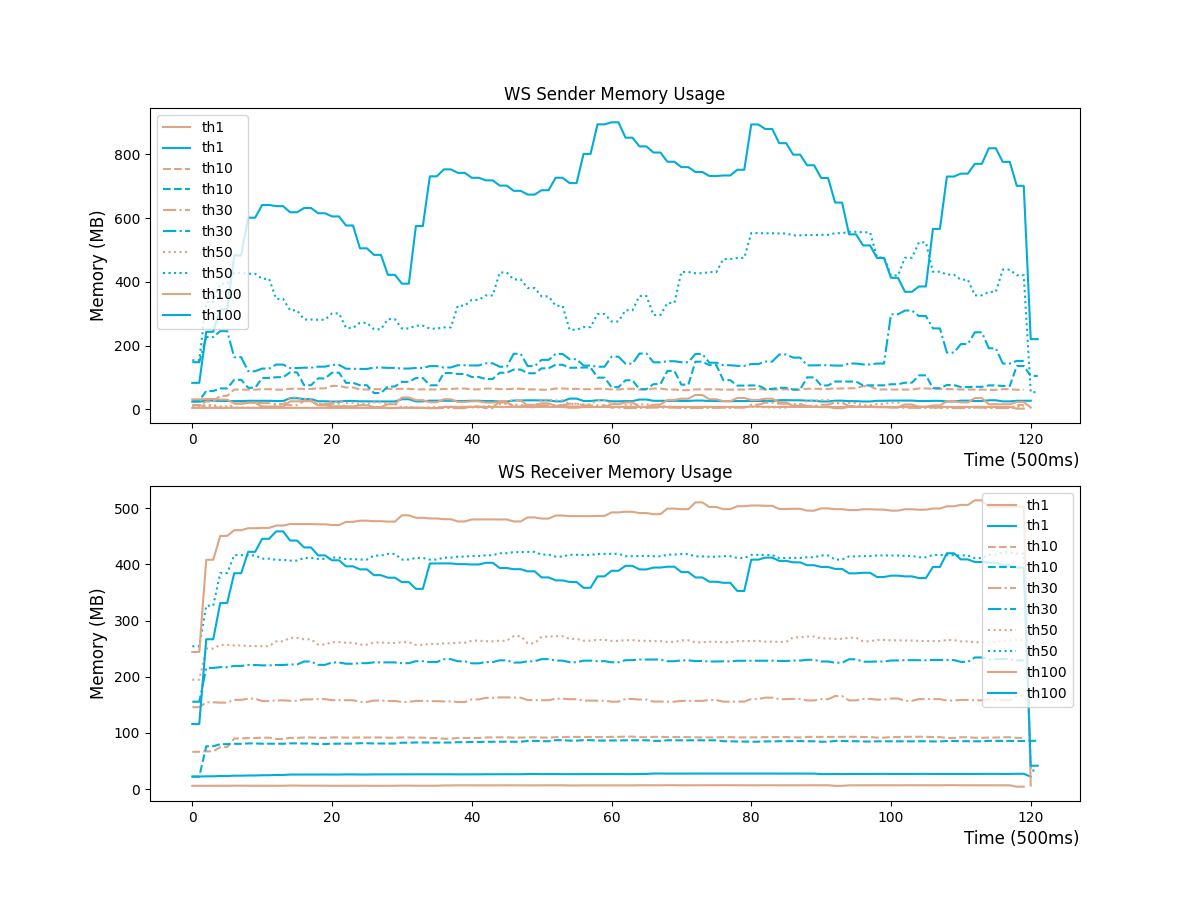 WS Sender Memory Usage
Memory (MB)
800
600
400
200
0
th1
th1
th10
th10
th30
th30
th50
th50
th100
th100
0 20 40 60 80 100 120
Time (500ms)
WS Receiver Memory Usage
Memory (MB)
500
400
300
200
100
0
th1
th1
th10
th10
th30
th30
th50
th50
th100
th100
0 20 40 60 80 100 120
Time (500ms)